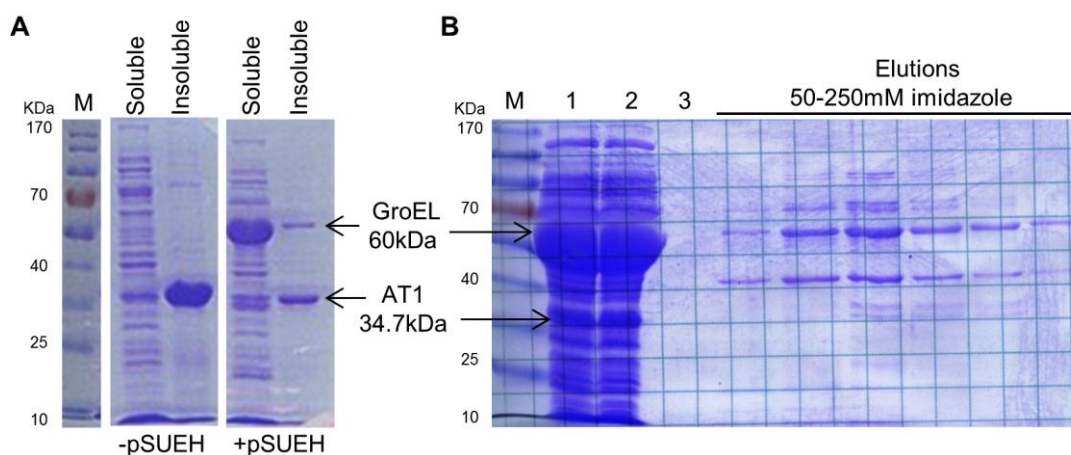 A
Soluble
Insoluble
Soluble
Insoluble
KDa
M
170
70
40
25
10
-pSUEH
+pSUEH
GroEL
60kDa
AT1
34.7kDa
B
Elutions
50-250mM imidazole
KDa
M
1
2
3
170
70
40
25
10